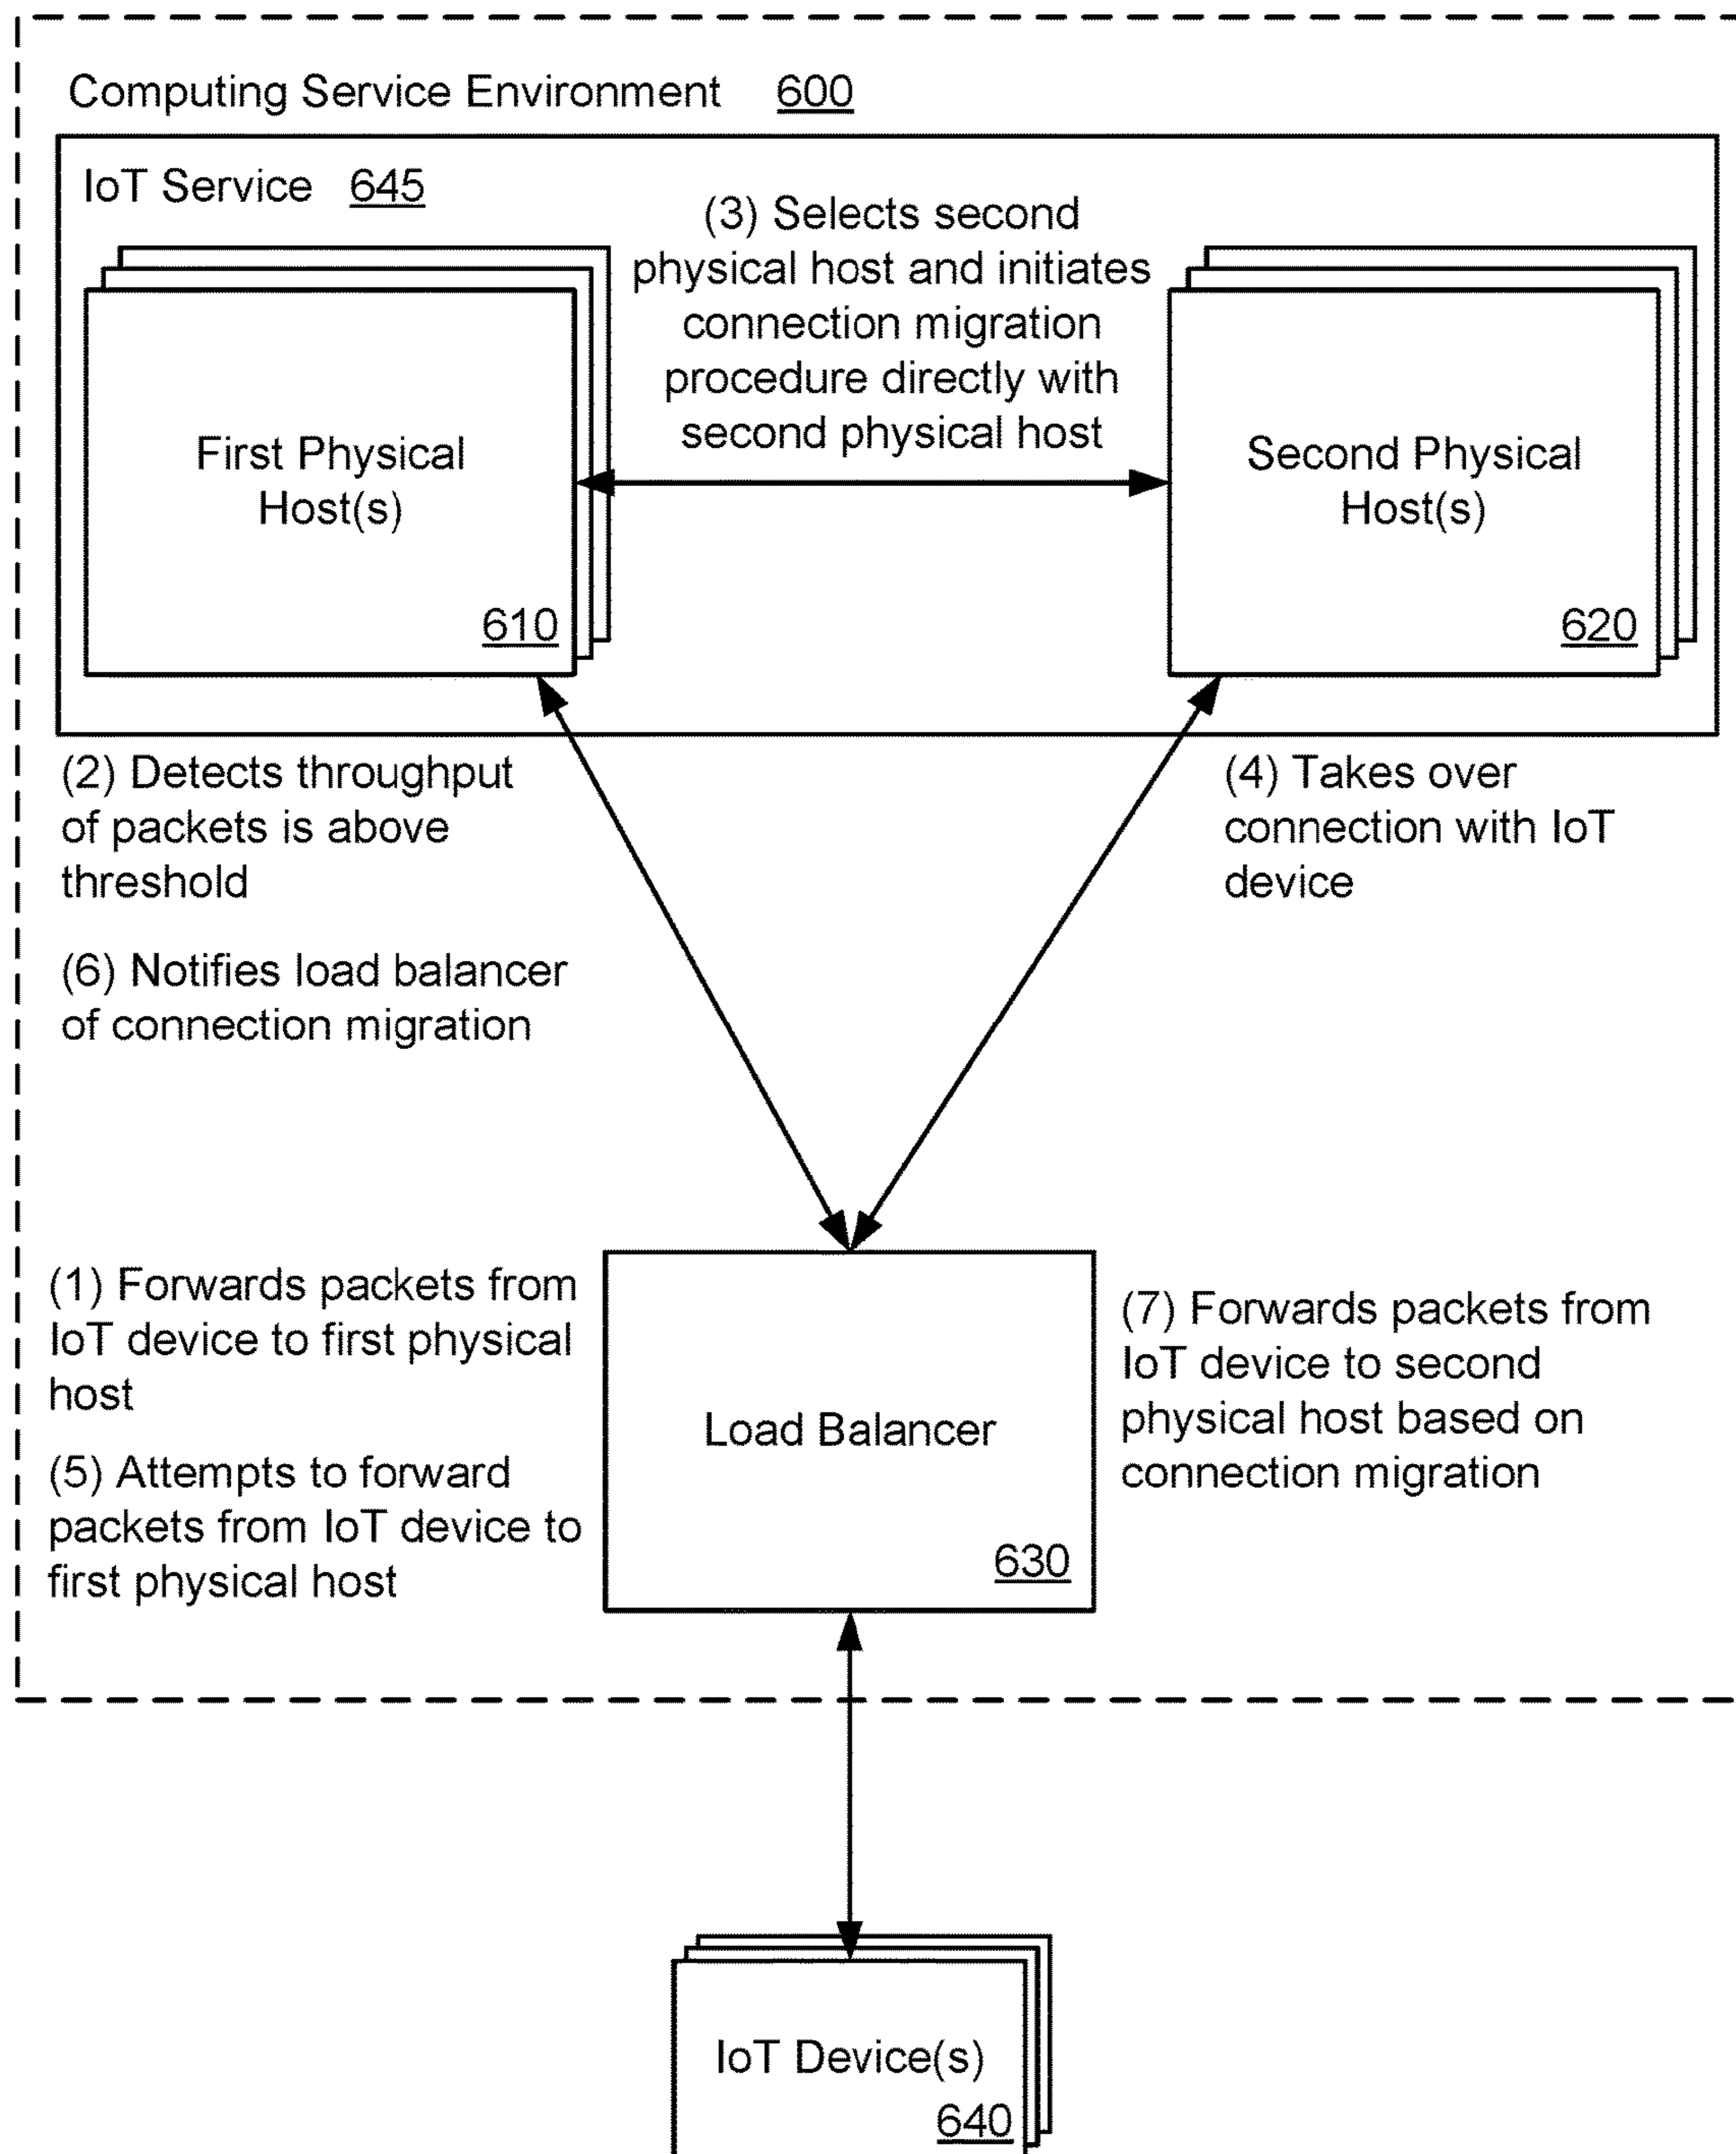 Computing Service Environment 600
IoT Service 645
(3) Selects second
physical host and initiates
connection migration
procedure directly with
second physical host
First Physical
Host(s)
610
Second Physical
Host(s)
620
(2) Detects throughput
of packets is above
threshold
(4) Takes over
connection with IoT
device
(6) Notifies load balancer
of connection migration
(1) Forwards packets from
IoT device to first physical
host
(5) Attempts to forward
packets from IoT device to
first physical host
Load Balancer
630
(7) Forwards packets from
IoT device to second
physical host based on
connection migration
IoT Device(s)
640